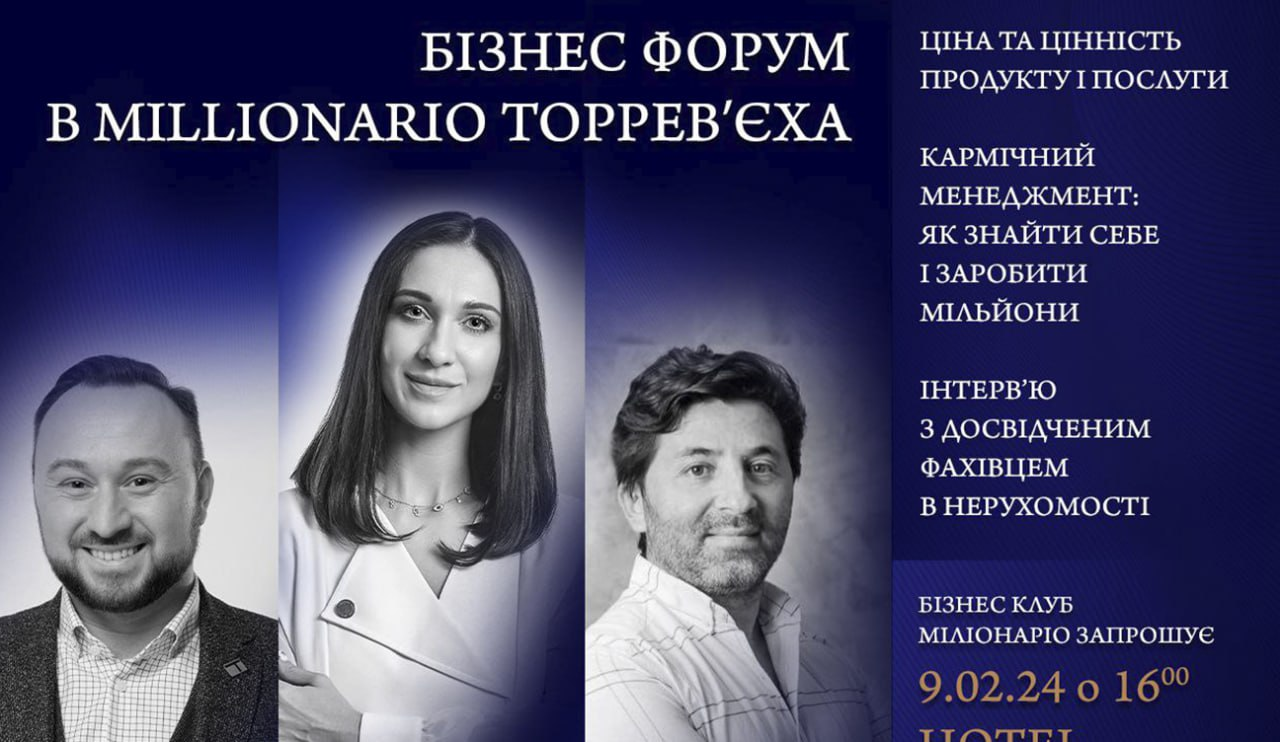 БІЗНЕС ФОРУМ
В MILLIONARIO ТОРРЕВ’ЄХА
ЦІНА ТА ЦІННІСТЬ
ПРОДУКТУ І ПОСЛУГИ
КАРМІЧНИЙ
МЕНЕДЖМЕНТ:
ЯК ЗНАЙТИ СЕБЕ
І ЗАРОБИТИ
МІЛЬЙОНИ
ІНТЕРВ’Ю
З ДОСВІДЧЕНИМ
ФАХІВЦЕМ
В НЕРУХОМОСТІ
БІЗНЕС КЛУБ
МІЛІОНАРІО ЗАПРОШУЄ
9.02.24 о 16⁰⁰
HOTEL